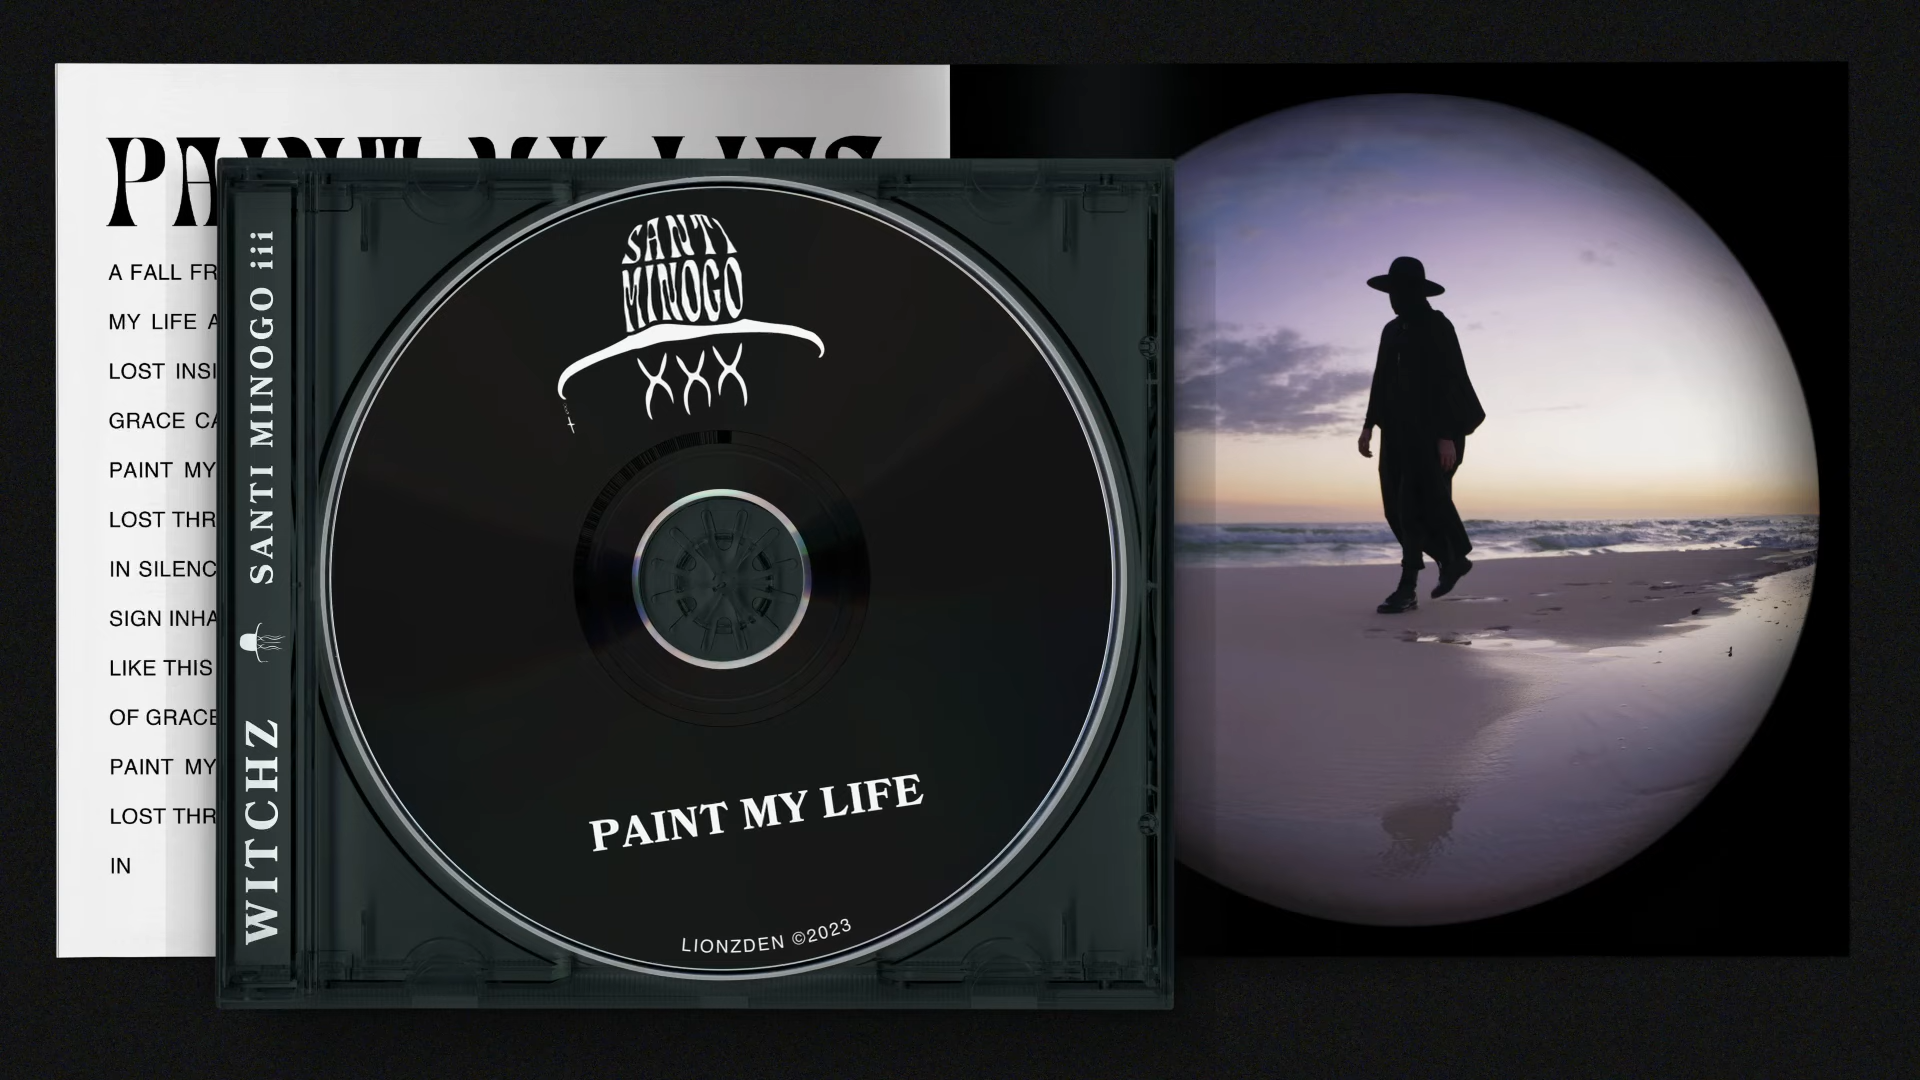 PAINT MY LIFE
A FALL FR
MY LIFE A
LOST INSI
GRACE CA
PAINT MY
LOST THR
IN SILENC
SIGN INHA
LIKE THIS
OF GRACE
PAINT MY
LOST THR
IN
WITCHZ SANTI MINOGO iii
SANTI
MINOGO
XXX
PAINT MY LIFE
LIONZDEN ©2023